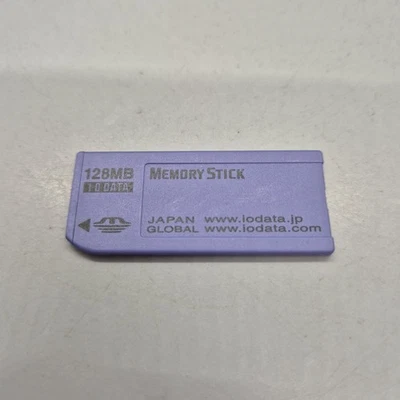 128MB
I-O DATA
MEMORY STICK
JAPAN www.iodata.jp
GLOBAL www.iodata.com